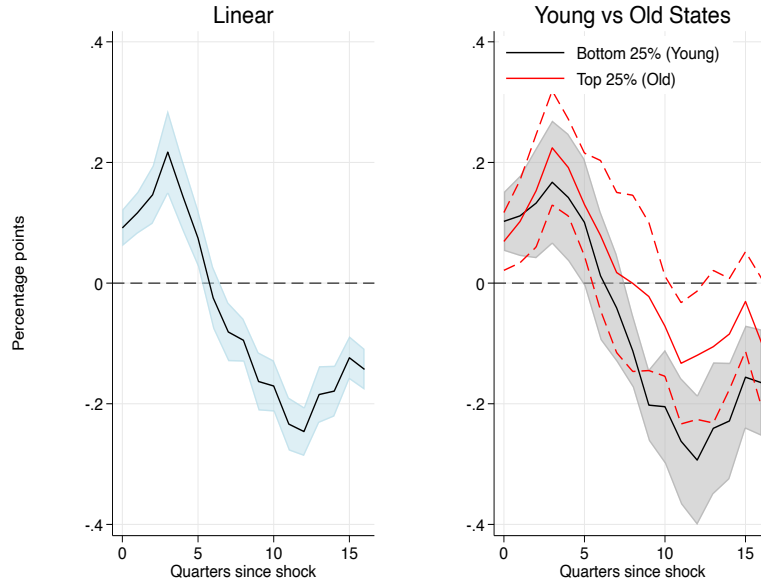 Linear
Young vs Old States
Percentage points
.4
.2
0
-.2
-.4
0
5
10
15
Quarters since shock
.4
.2
0
-.2
-.4
Bottom 25% (Young)
Top 25% (Old)
0
5
10
15
Quarters since shock